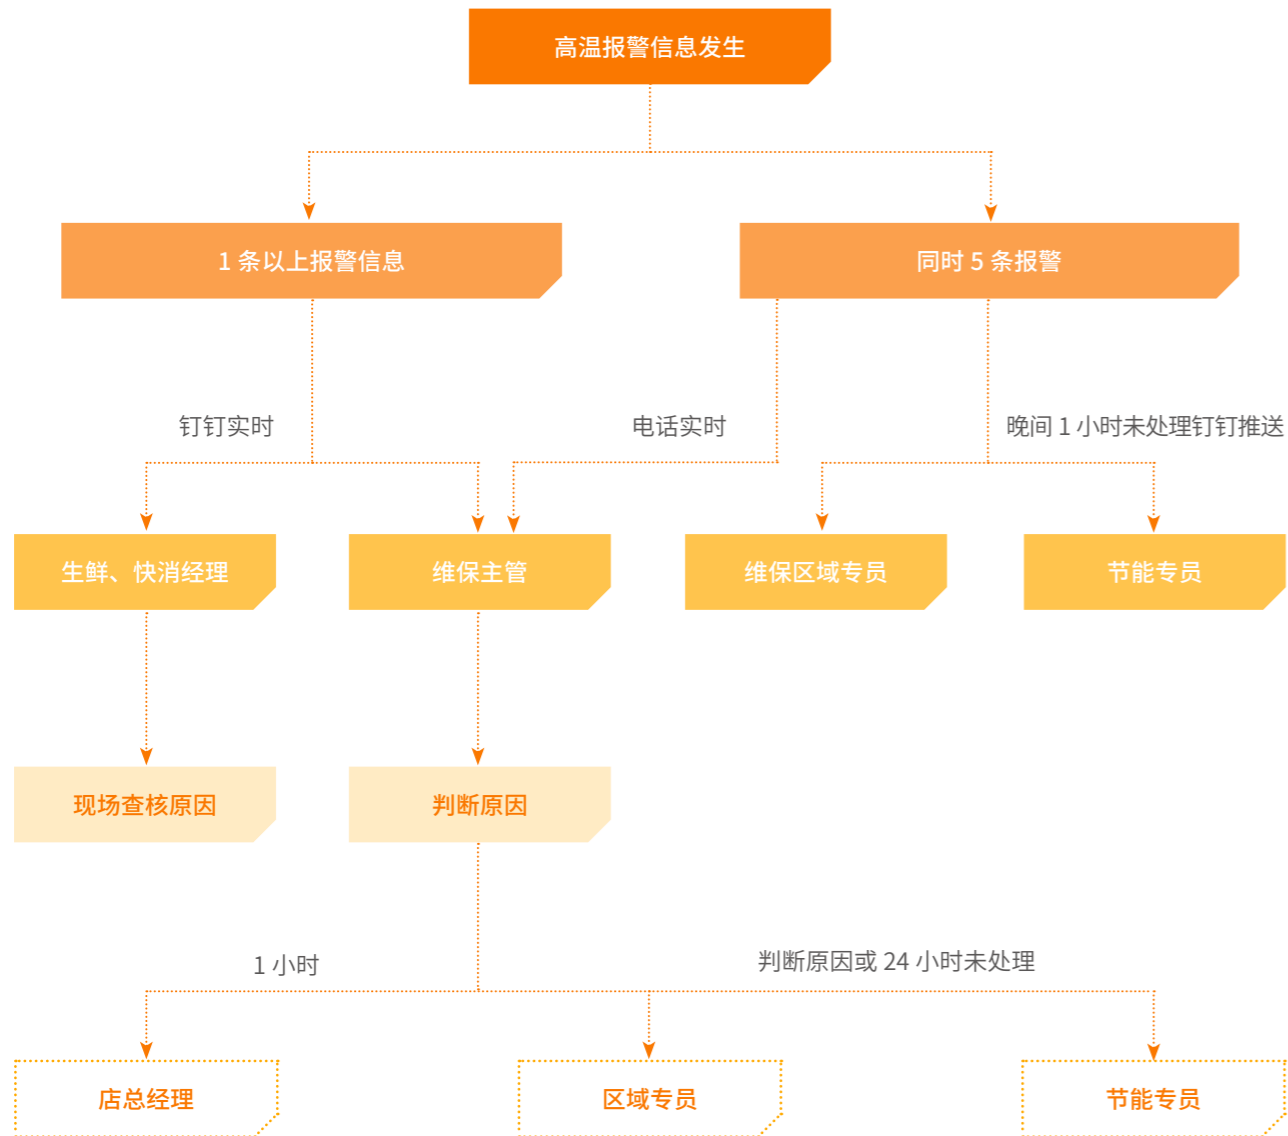 高温报警信息发生
1 条以上报警信息
同时 5 条报警
钉钉实时
电话实时
晚间 1 小时未处理钉钉推送
生鲜、快消经理
维保主管
维保区域专员
节能专员
现场查核原因
判断原因
1 小时
判断原因或 24 小时未处理
店总经理
区域专员
节能专员